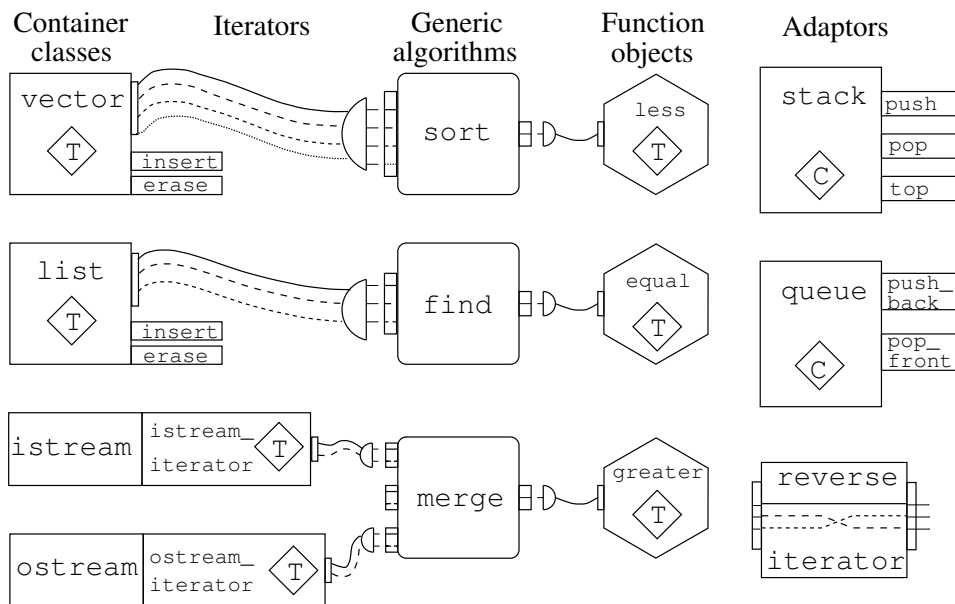 Container
classes
Iterators
Generic
algorithms
Function
objects
Adaptors
vector
T
insert
erase
sort
less
T
stack
C
push
pop
top
list
T
insert
erase
find
equal
T
queue
C
push_
back
pop_
front
istream
istream_
iterator
T
merge
greater
T
reverse
iterator
ostream
ostream_
iterator
T